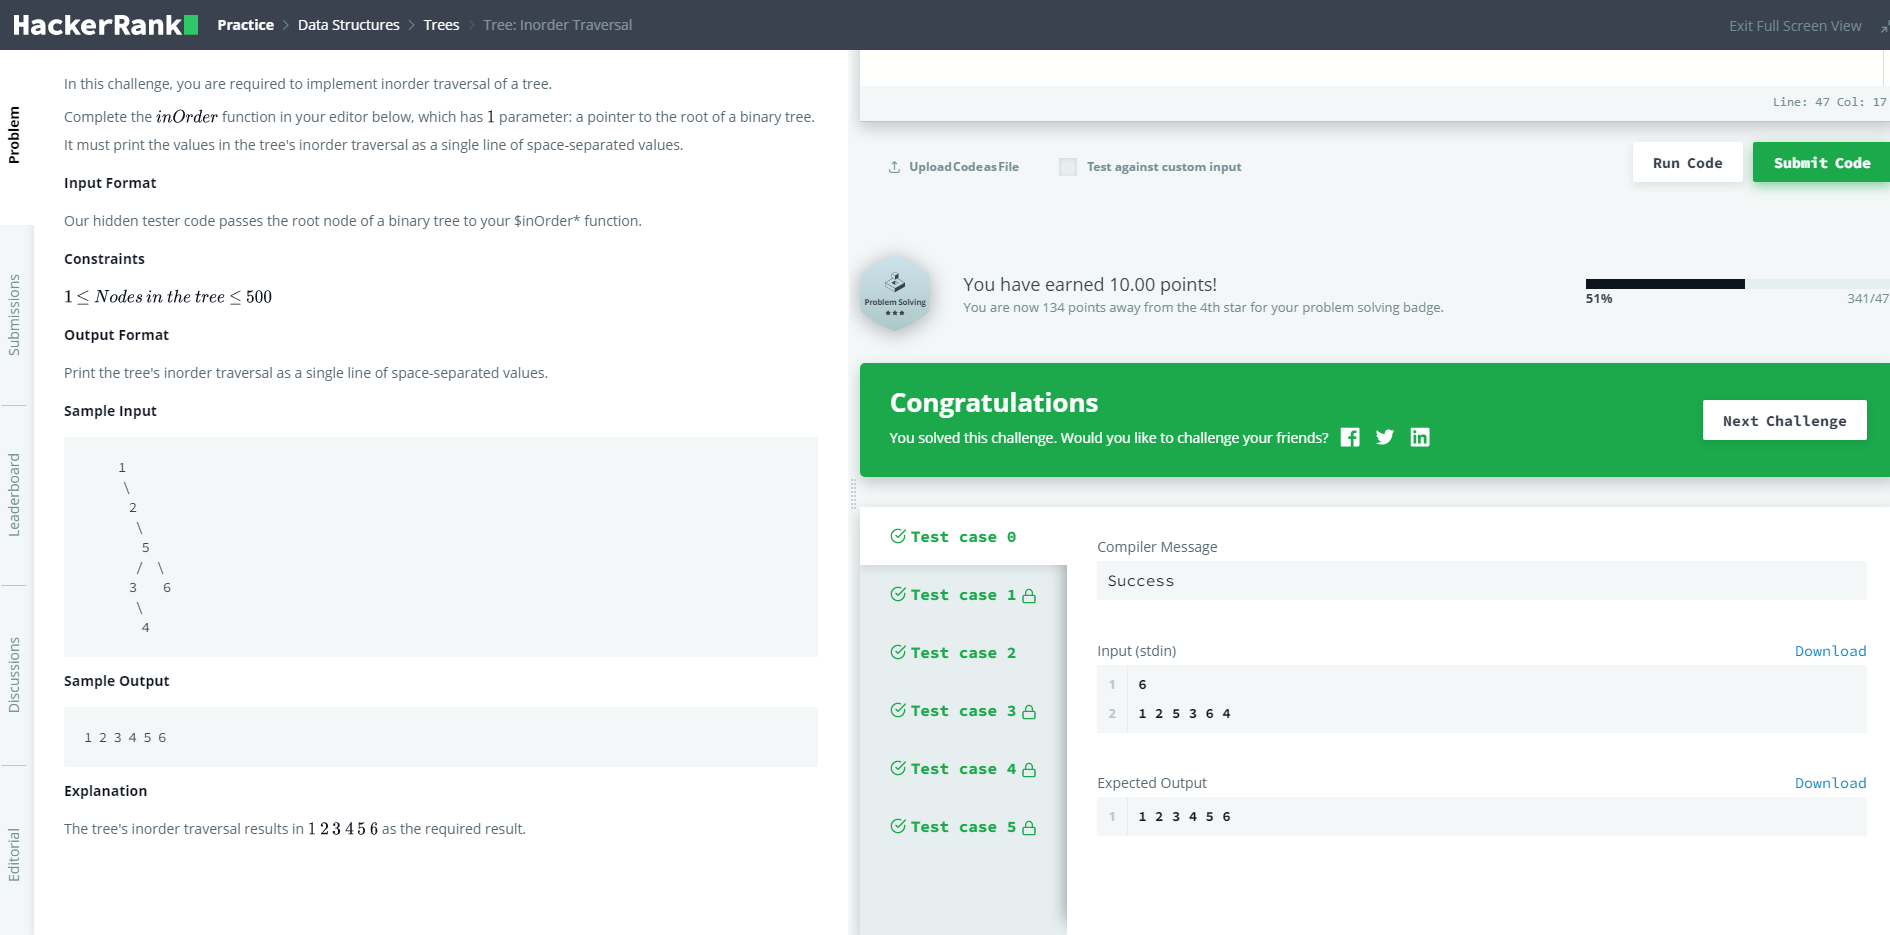 HackerRank Practice > Data Structures > Trees > Tree: Inorder Traversal Exit Full Screen View
Problem
Submissions
Leaderboard
Discussions
Editorial
In this challenge, you are required to implement inorder traversal of a tree.
Complete the inOrder function in your editor below, which has 1 parameter: a pointer to the root of a binary tree.
It must print the values in the tree's inorder traversal as a single line of space-separated values.
Input Format
Our hidden tester code passes the root node of a binary tree to your $inOrder* function.
Constraints
1 ≤ Nodes in the tree ≤ 500
Output Format
Print the tree's inorder traversal as a single line of space-separated values.
Sample Input
1
\
2
\
5
/ \
3 6
\
4
Sample Output
1 2 3 4 5 6
Explanation
The tree's inorder traversal results in 1 2 3 4 5 6 as the required result.
Line: 47 Col: 17
Upload Code as File
Test against custom input
Run Code
Submit Code
Problem Solving
You have earned 10.00 points!
You are now 134 points away from the 4th star for your problem solving badge.
51% 341/47
Congratulations
You solved this challenge. Would you like to challenge your friends?
Next Challenge
Test case 0
Test case 1
Test case 2
Test case 3
Test case 4
Test case 5
Compiler Message
Success
Input (stdin) Download
1 6
2 1 2 5 3 6 4
Expected Output Download
1 1 2 3 4 5 6